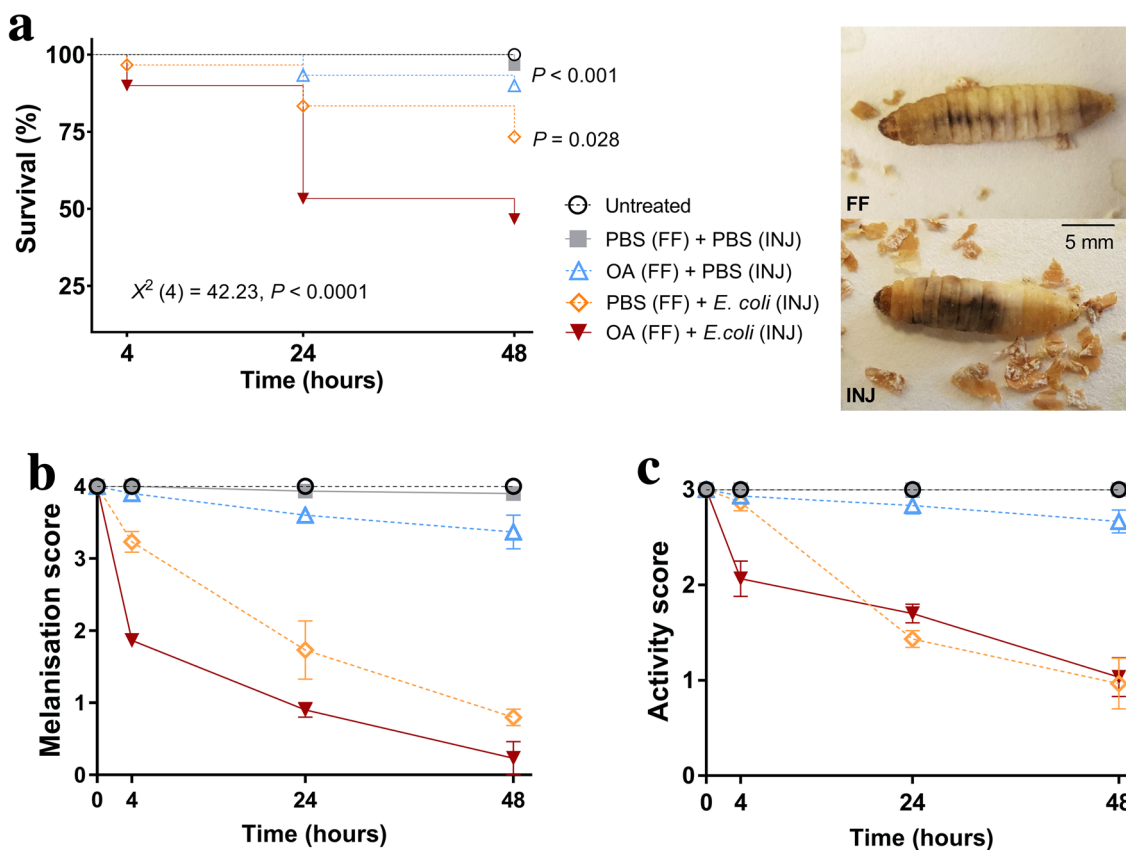 a
Survival (%)
100
75
50
25
P < 0.001
P = 0.028
X² (4) = 42.23, P < 0.0001
4
24
48
Time (hours)
Untreated
PBS (FF) + PBS (INJ)
OA (FF) + PBS (INJ)
PBS (FF) + E. coli (INJ)
OA (FF) + E.coli (INJ)
FF
5 mm
INJ
b
Melanisation score
4
3
2
1
0
0
4
24
48
Time (hours)
c
Activity score
3
2
1
0
0
4
24
48
Time (hours)